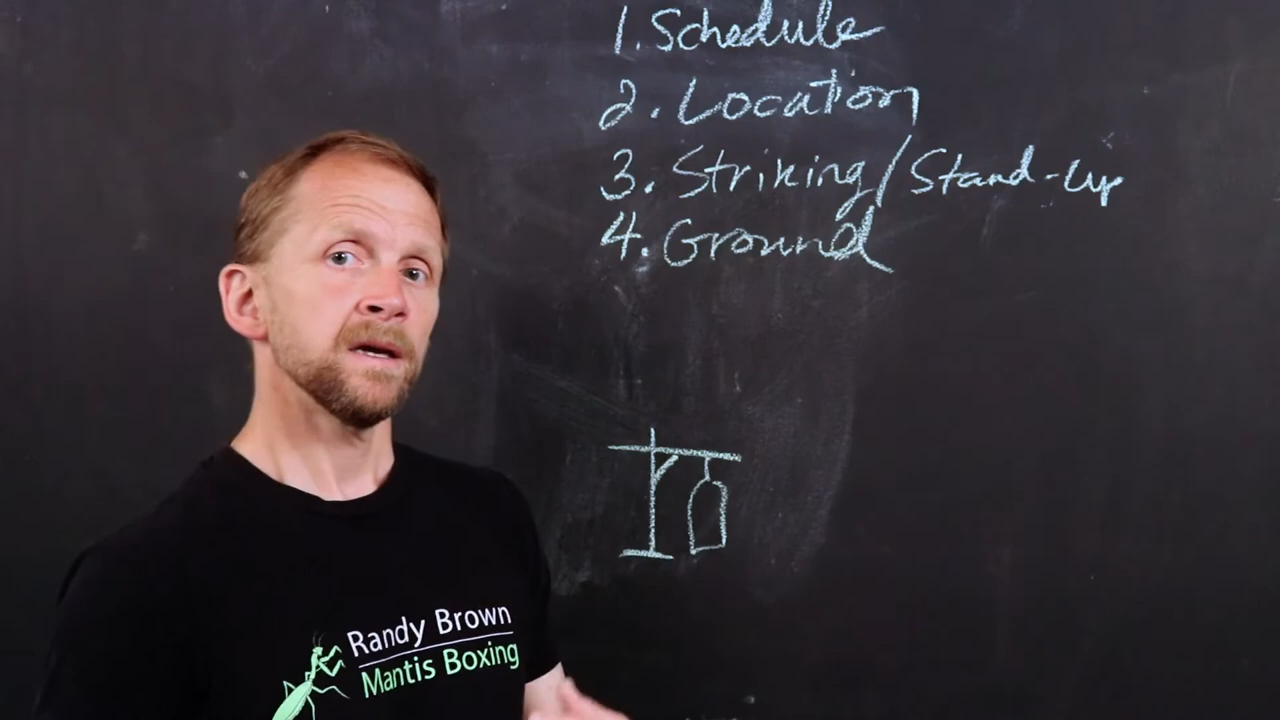 1. Schedule
2. Location
3. Striking/Stand-Up
4. Ground
Randy Brown
Mantis Boxing